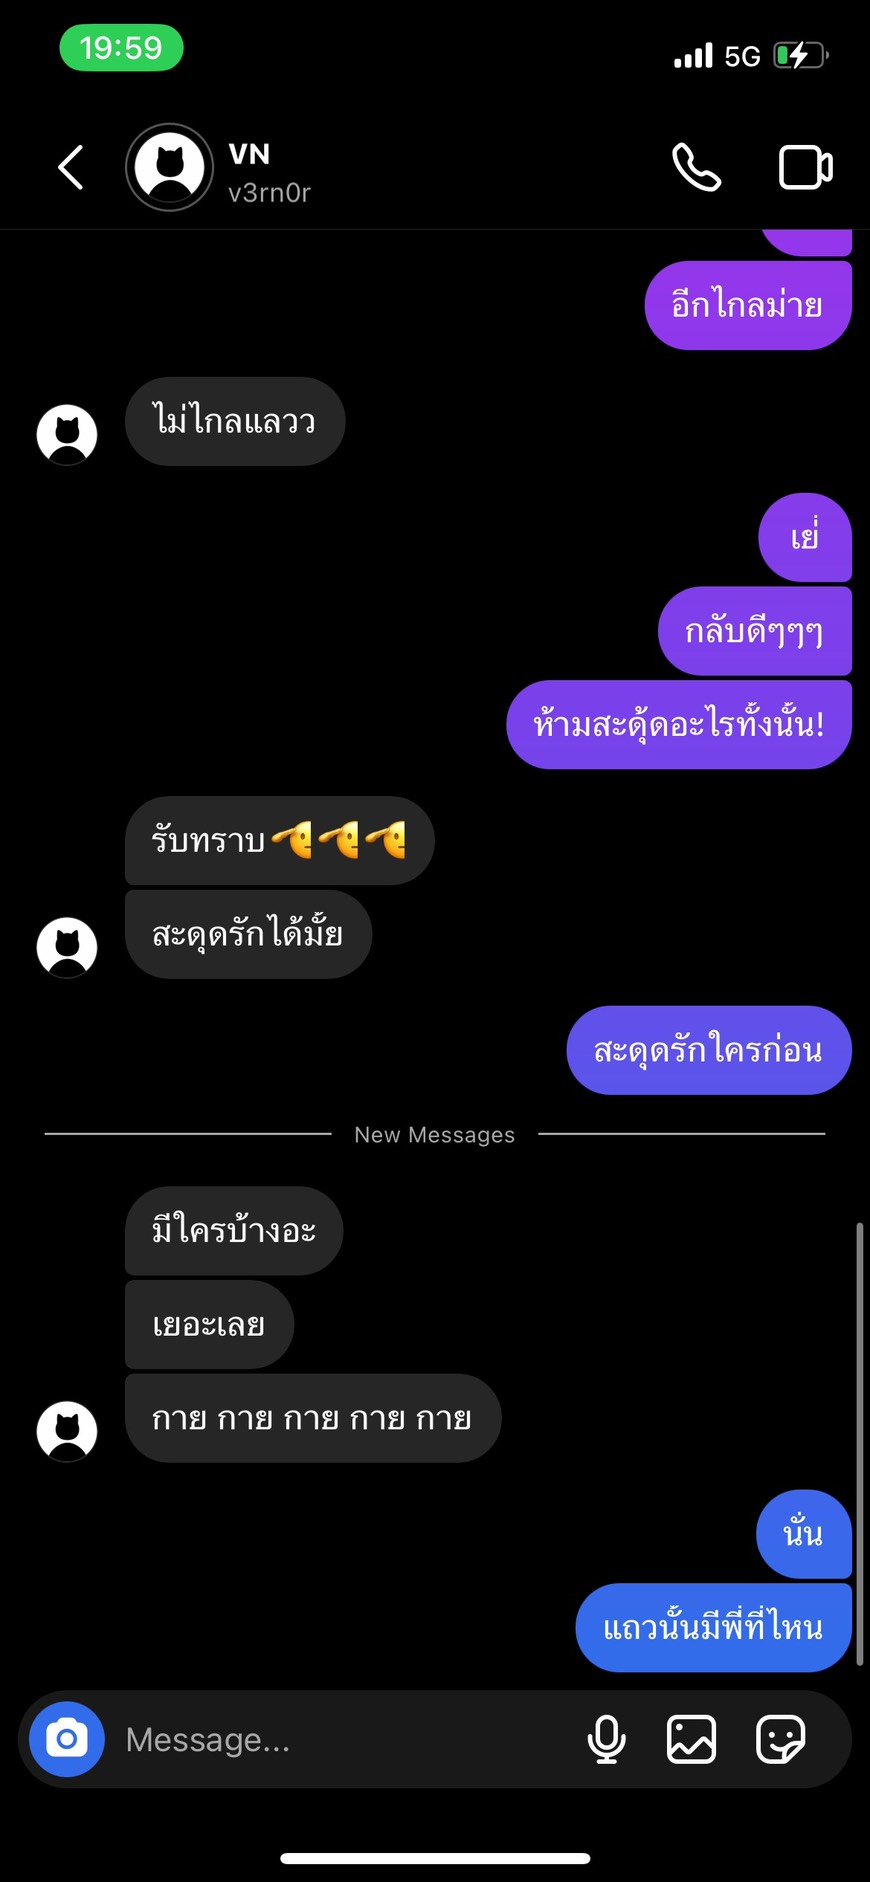 19:59
5G
VN
v3rn0r
อีกไกลม่าย
ไม่ไกลแลวว
เย่
กลับดีๆๆๆ
ห้ามสะดุ้ดอะไรทั้งนั้น!
รับทราบ🫡🫡🫡
สะดุดรักได้มั้ย
สะดุดรักใครก่อน
New Messages
มีใครบ้างอะ
เยอะเลย
กาย กาย กาย กาย กาย
นั่น
แถวนั้นมีพี่ที่ไหน
Message...